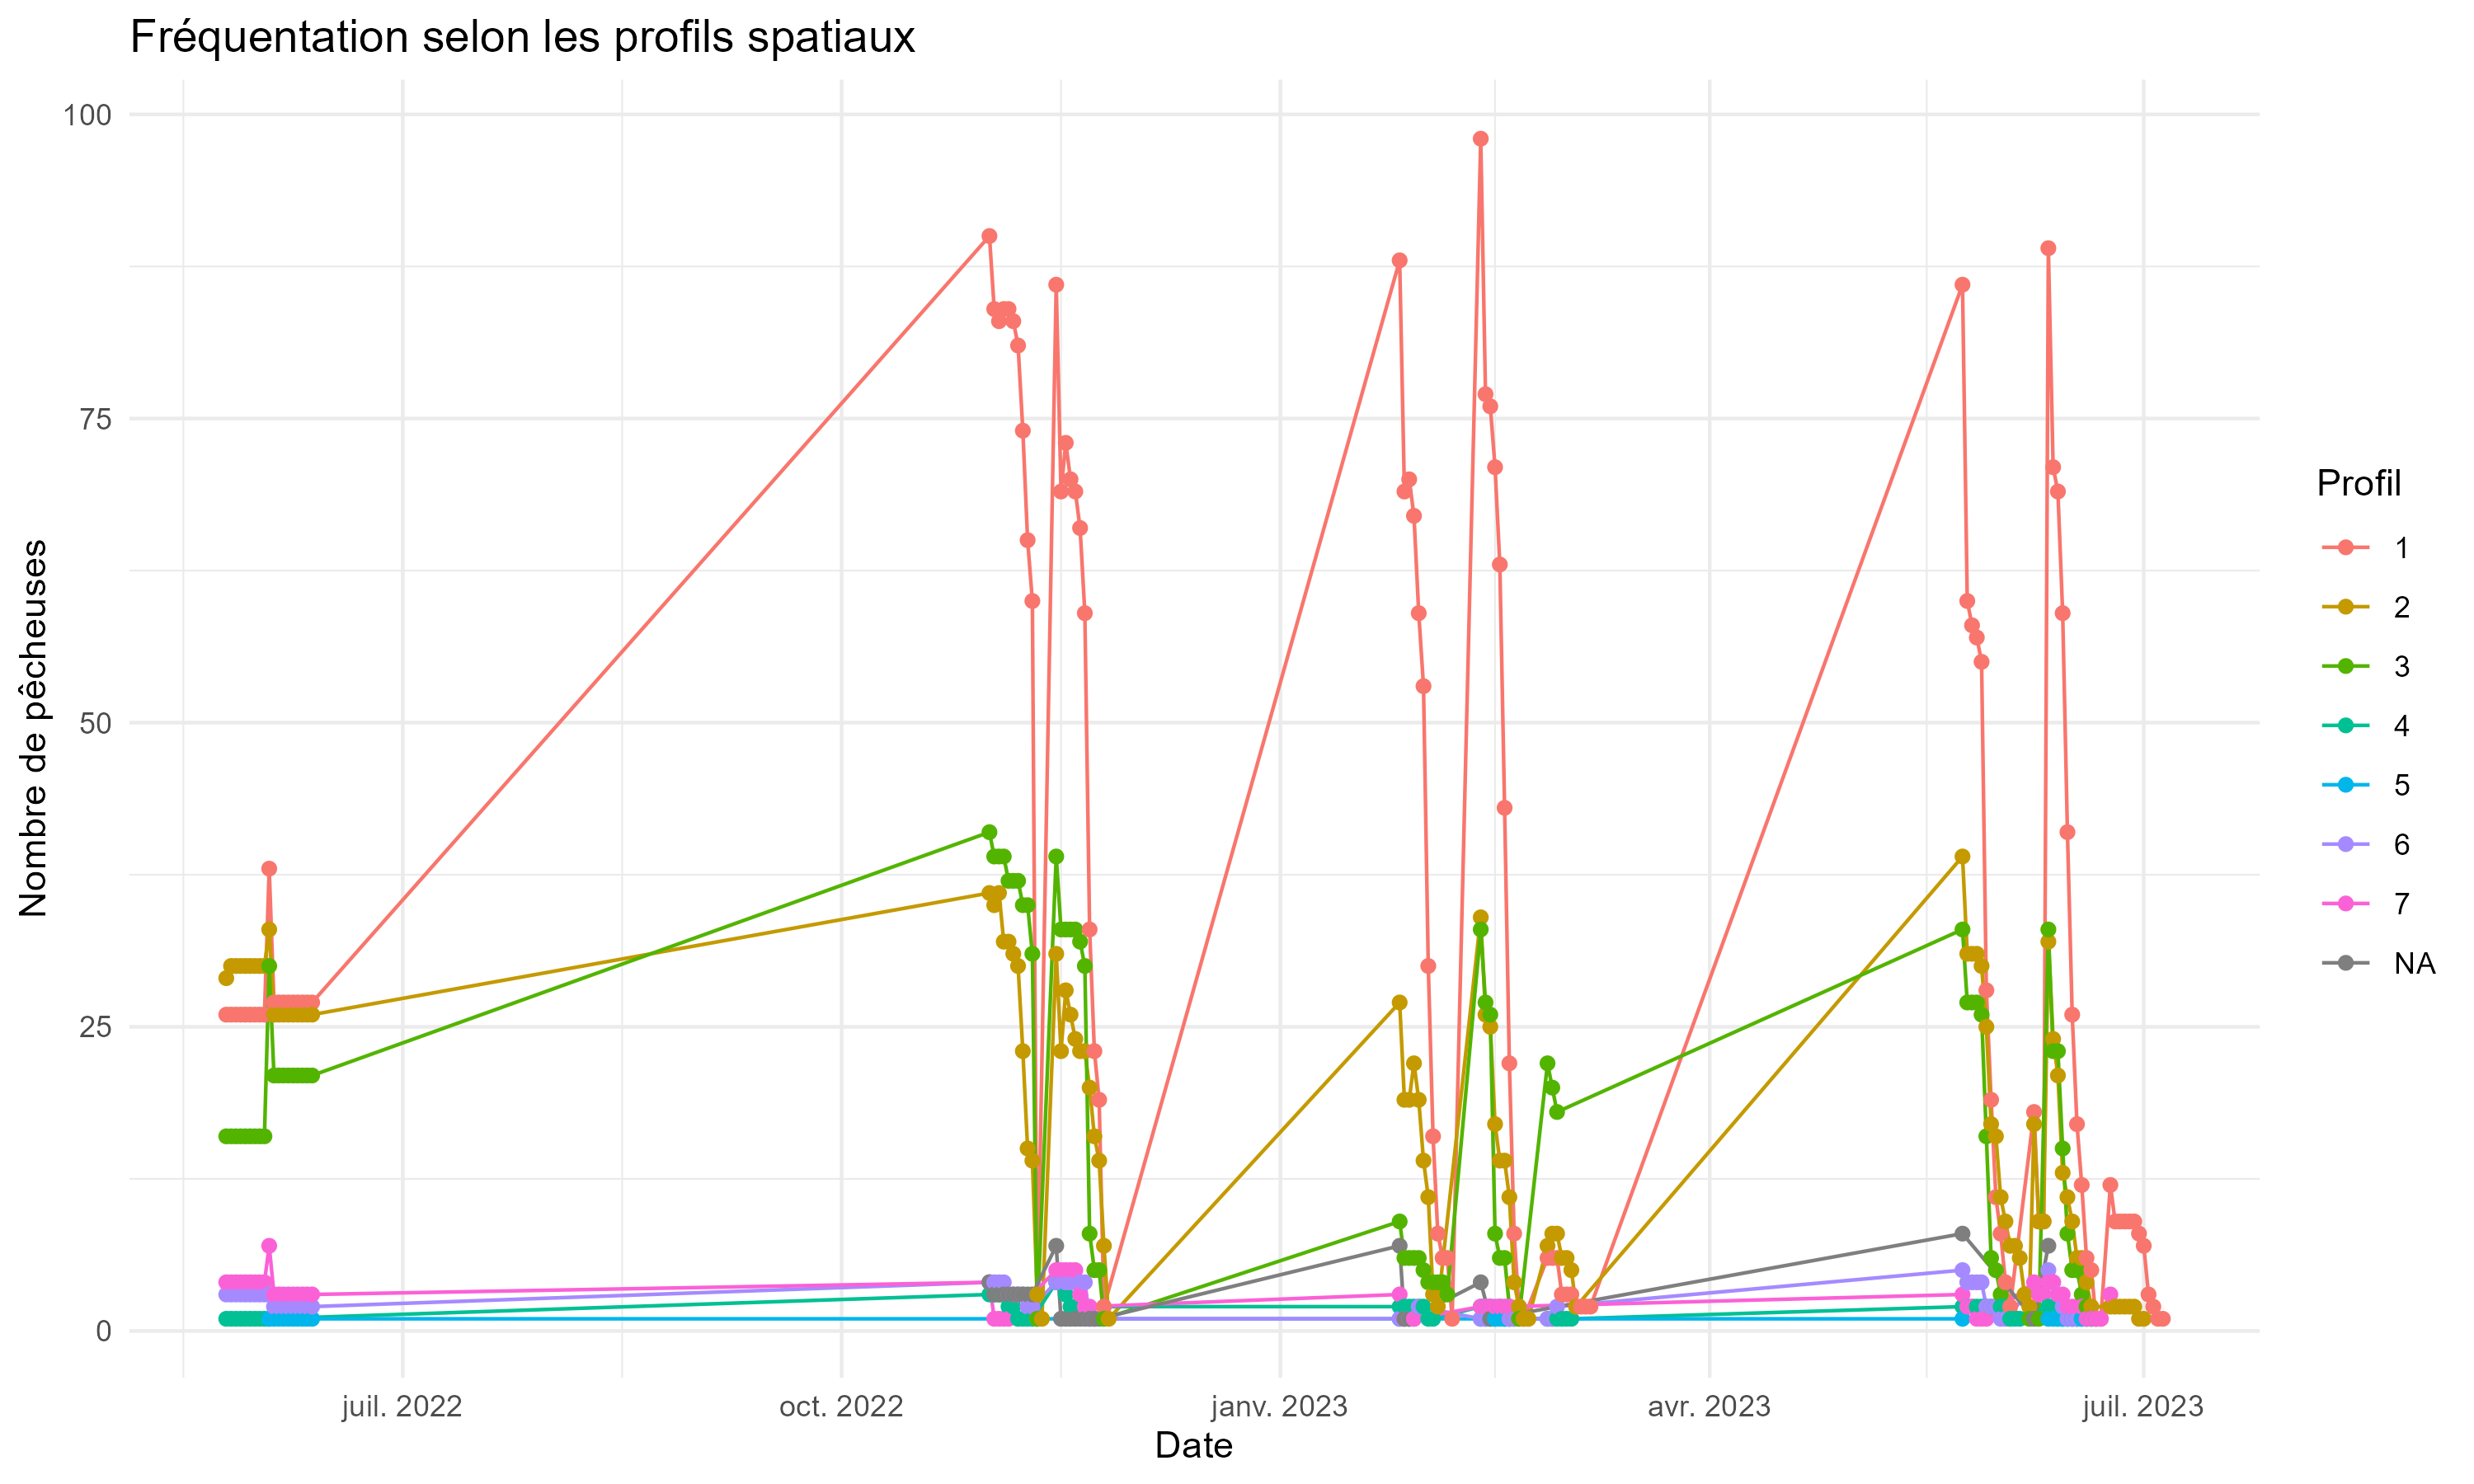 Fréquentation selon les profils spatiaux
Nombre de pêcheuses
100
75
50
25
0
juil. 2022
oct. 2022
janv. 2023
avr. 2023
juil. 2023
Date
Profil
1
2
3
4
5
6
7
NA